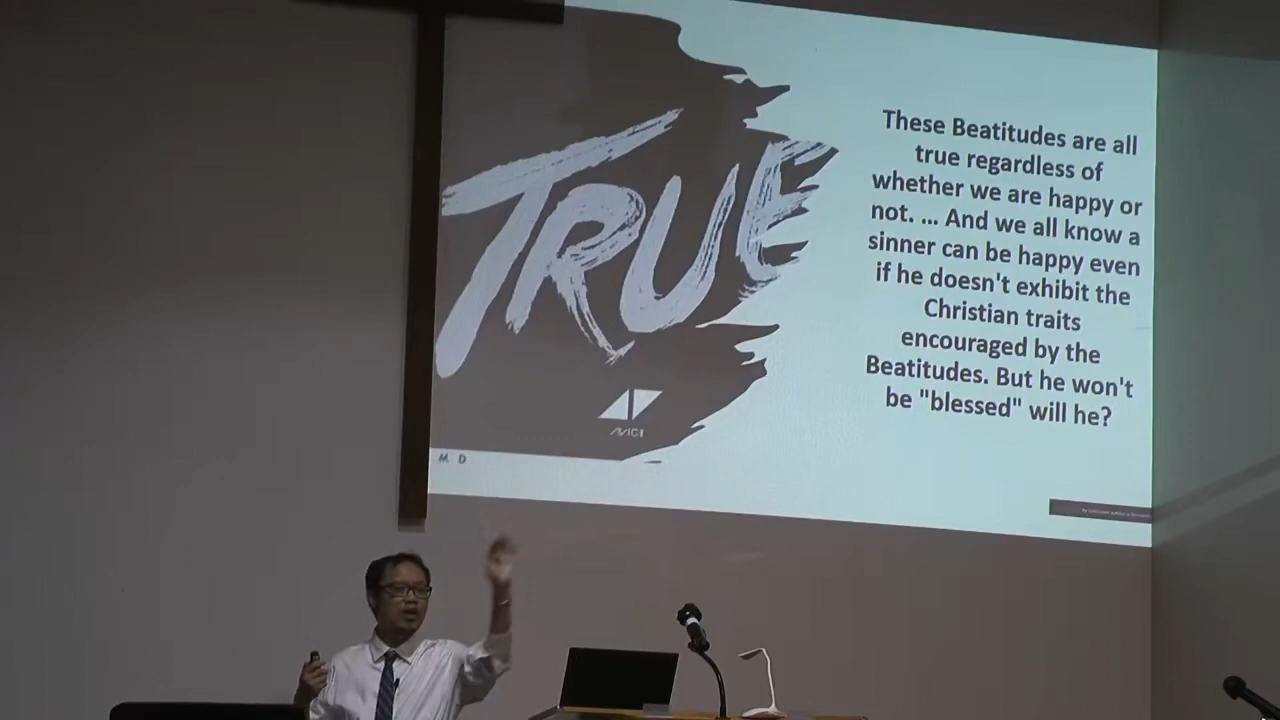 TRUE
AVICII
M D
These Beatitudes are all
true regardless of
whether we are happy or
not. ... And we all know a
sinner can be happy even
if he doesn't exhibit the
Christian traits
encouraged by the
Beatitudes. But he won't
be "blessed" will he?